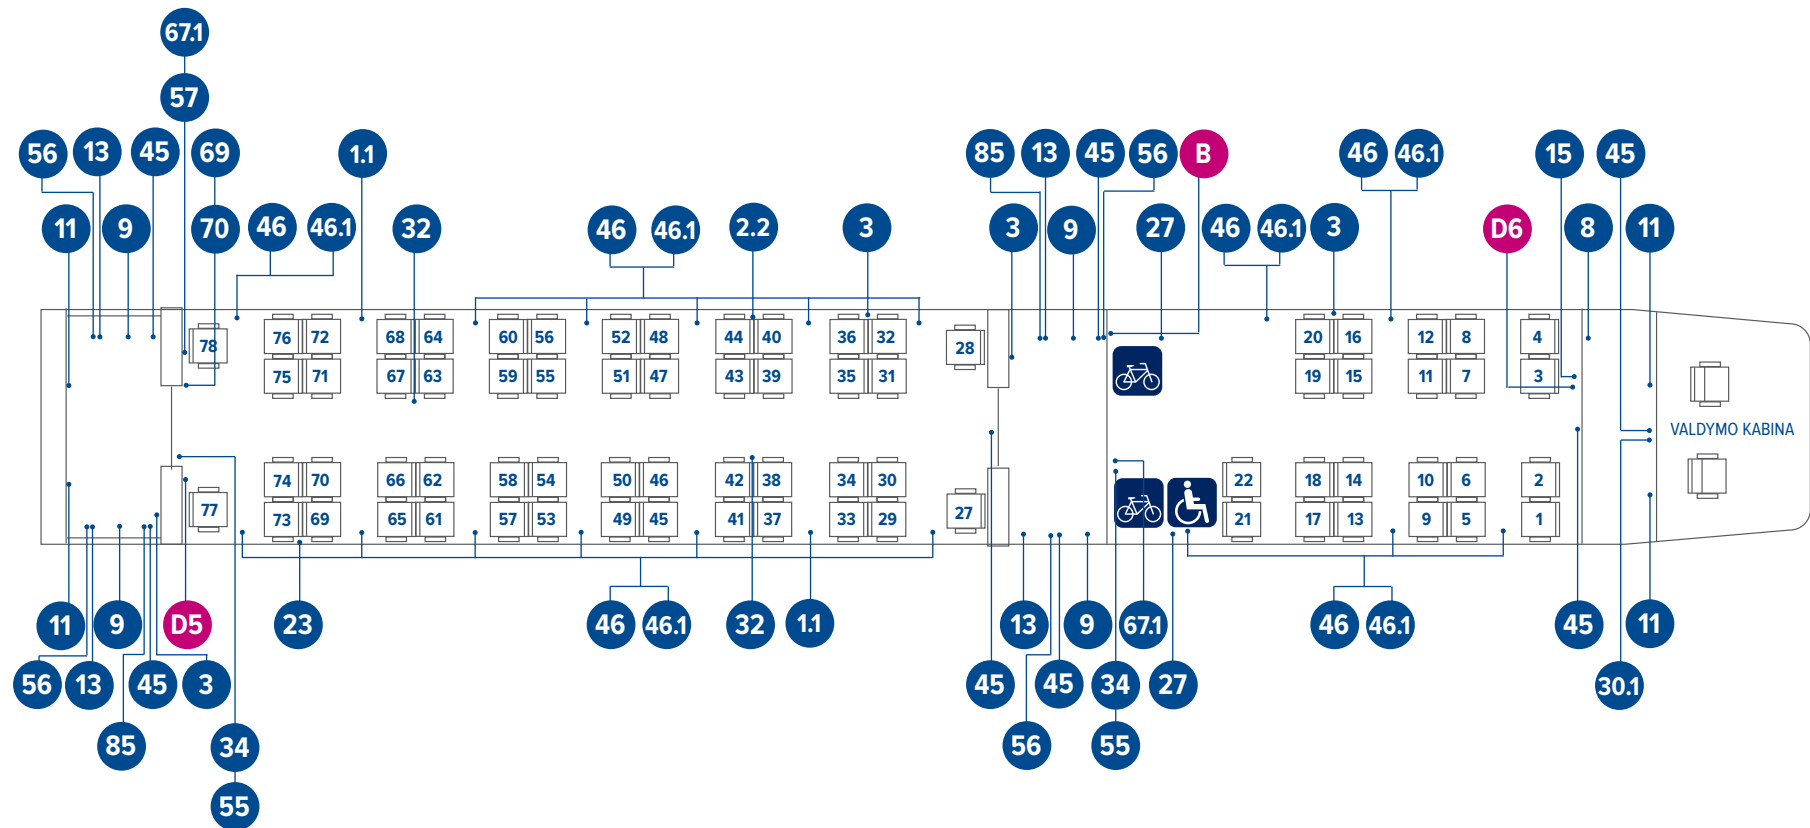 67.1
57
56 13 45 69 1.1 85 13 45 56 B 46 46.1 15 45
11 9 70 46 46.1 32 46 46.1 2.2 3 3 9 27 46 46.1 3 D6 8 11
78 76 72 68 64 60 56 52 48 44 40 36 32 28 20 16 12 8 4
75 71 67 63 59 55 51 47 43 39 35 31 19 15 11 7 3
VALDYMO KABINA
74 70 66 62 58 54 50 46 42 38 34 30 22 18 14 10 6 2
77 73 69 65 61 57 53 49 45 41 37 33 29 27 21 17 13 9 5 1
11 9 D5 23 46 46.1 32 1.1 13 9 67.1 46 46.1 45 11
56 13 45 3 45 56 45 34 27 30.1
85 34 55
55